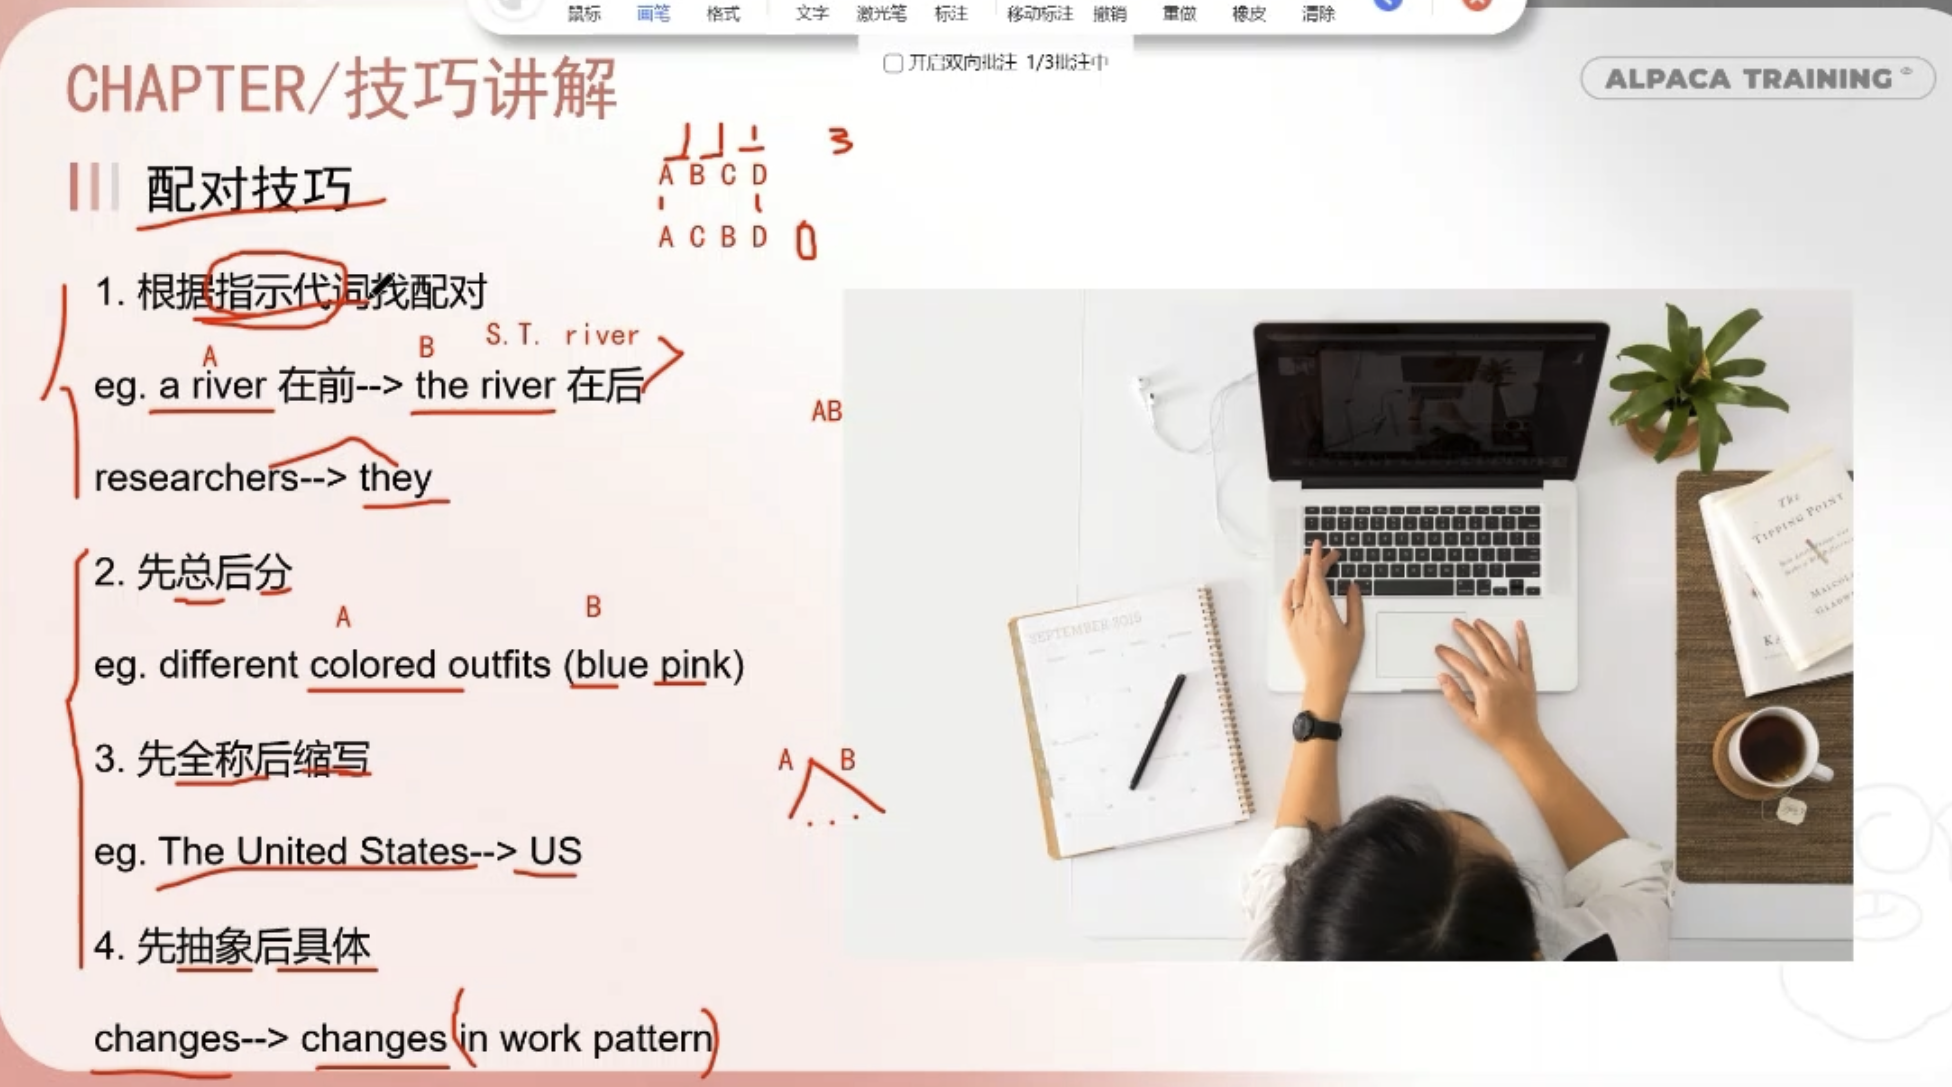 鼠标 画笔 格式 文字 激光笔 标注 移动标注 撤销 重做 橡皮 清除
开启双向批注 1/3批注中
CHAPTER/技巧讲解
ALPACA TRAINING
3
A B C D
配对技巧
A C B D 0
1. 根据指示代词找配对
A B S.T. river
eg. a river 在前--> the river 在后
AB
researchers--> they
2. 先总后分
A B
eg. different colored outfits (blue pink)
3. 先全称后缩写
A B
eg. The United States--> US
4. 先抽象后具体
changes--> changes (in work pattern)
The
TIPPING POINT
SEPTEMBER 2015